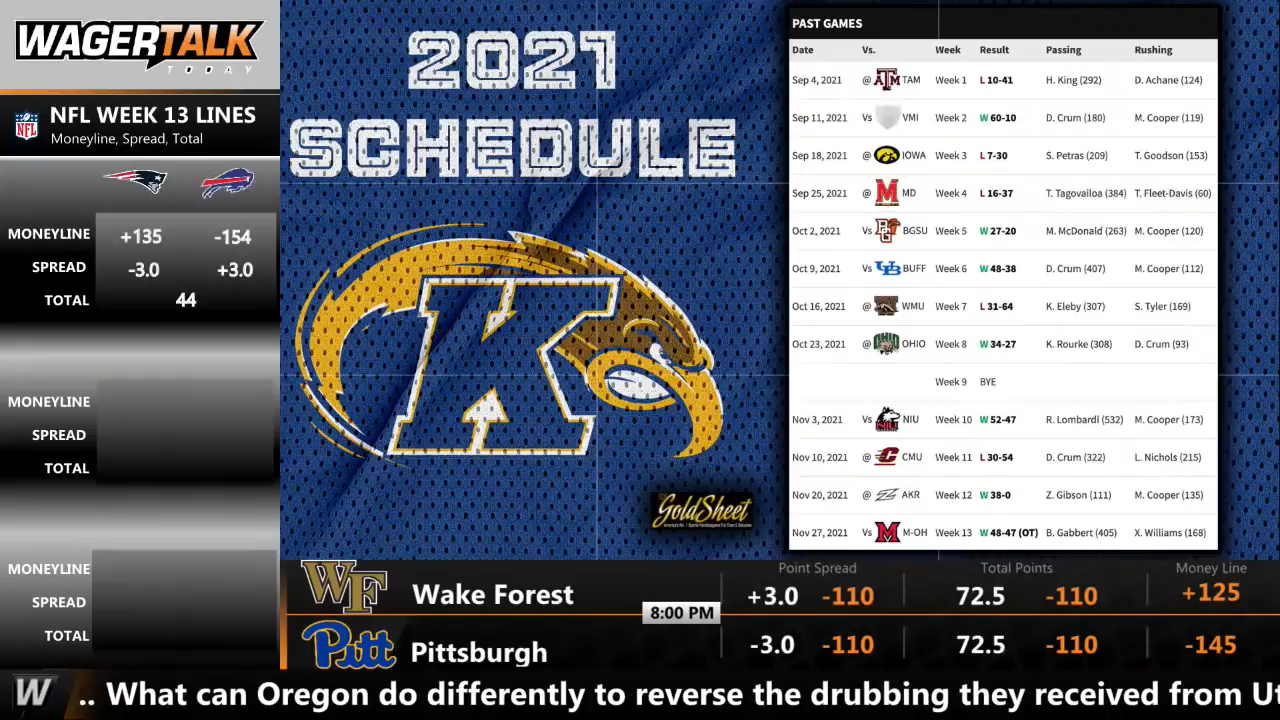 WAGERTALK
TODAY
NFL WEEK 13 LINES
Moneyline, Spread, Total
MONEYLINE +135 -154
SPREAD -3.0 +3.0
TOTAL 44
MONEYLINE
SPREAD
TOTAL
MONEYLINE
SPREAD
TOTAL
2021
SCHEDULE
K
GoldSheet
PAST GAMES
Date Vs. Week Result Passing Rushing
Sep 4, 2021 @ TAM Week 1 L 10-41 H. King (292) D. Achane (124)
Sep 11, 2021 Vs VMI Week 2 W 60-10 D. Crum (180) M. Cooper (119)
Sep 18, 2021 @ IOWA Week 3 L 7-30 S. Petras (209) T. Goodson (153)
Sep 25, 2021 @ MD Week 4 L 16-37 T. Tagovailoa (384) T. Fleet-Davis (60)
Oct 2, 2021 Vs BGSU Week 5 W 27-20 M. McDonald (263) M. Cooper (120)
Oct 9, 2021 Vs BUFF Week 6 W 48-38 D. Crum (407) M. Cooper (112)
Oct 16, 2021 @ WMU Week 7 L 31-64 K. Eleby (307) S. Tyler (169)
Oct 23, 2021 @ OHIO Week 8 W 34-27 K. Rourke (308) D. Crum (93)
Week 9 BYE
Nov 3, 2021 Vs NIU Week 10 W 52-47 R. Lombardi (532) M. Cooper (173)
Nov 10, 2021 @ CMU Week 11 L 30-54 D. Crum (322) L. Nichols (215)
Nov 20, 2021 @ AKR Week 12 W 38-0 Z. Gibson (111) M. Cooper (135)
Nov 27, 2021 Vs M-OH Week 13 W 48-47 (OT) B. Gabbert (405) X. Williams (168)
Point Spread Total Points Money Line
WF Wake Forest +3.0 -110 72.5 -110 +125
8:00 PM
Pitt Pittsburgh -3.0 -110 72.5 -110 -145
W .. What can Oregon do differently to reverse the drubbing they received from Ut